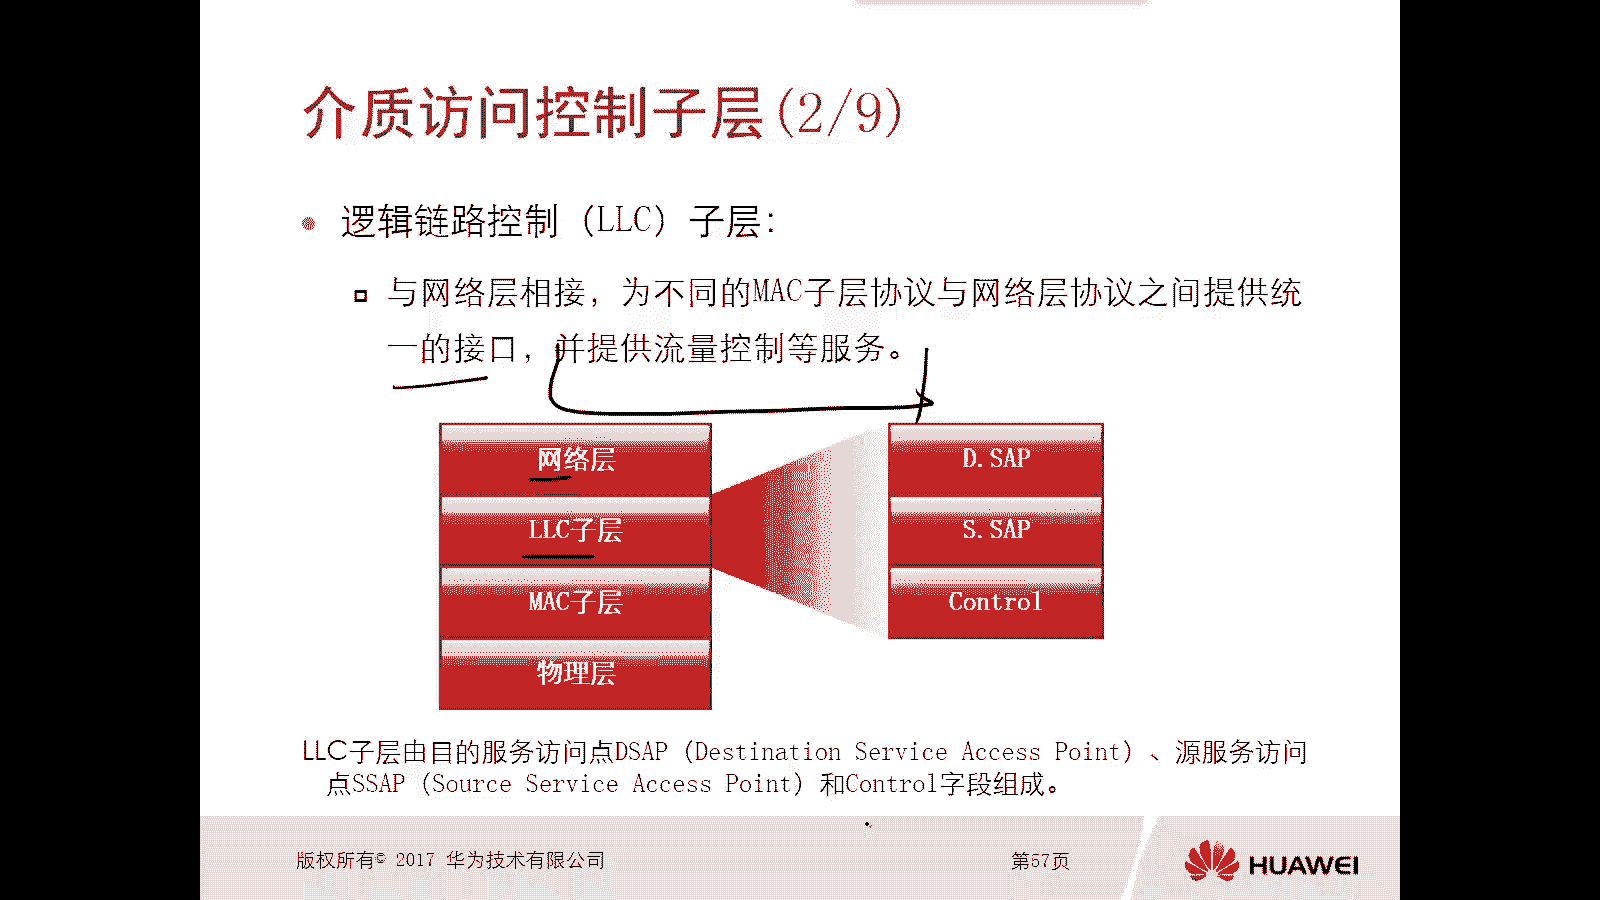 介质访问控制子层(2/9)
逻辑链路控制（LLC）子层：
与网络层相接，为不同的MAC子层协议与网络层协议之间提供统
一的接口，并提供流量控制等服务。
网络层
LLC子层
MAC子层
物理层
D.SAP
S.SAP
Control
LLC子层由目的服务访问点DSAP（Destination Service Access Point）、源服务访问
点SSAP（Source Service Access Point）和Control字段组成。
版权所有© 2017 华为技术有限公司
第57页
HUAWEI